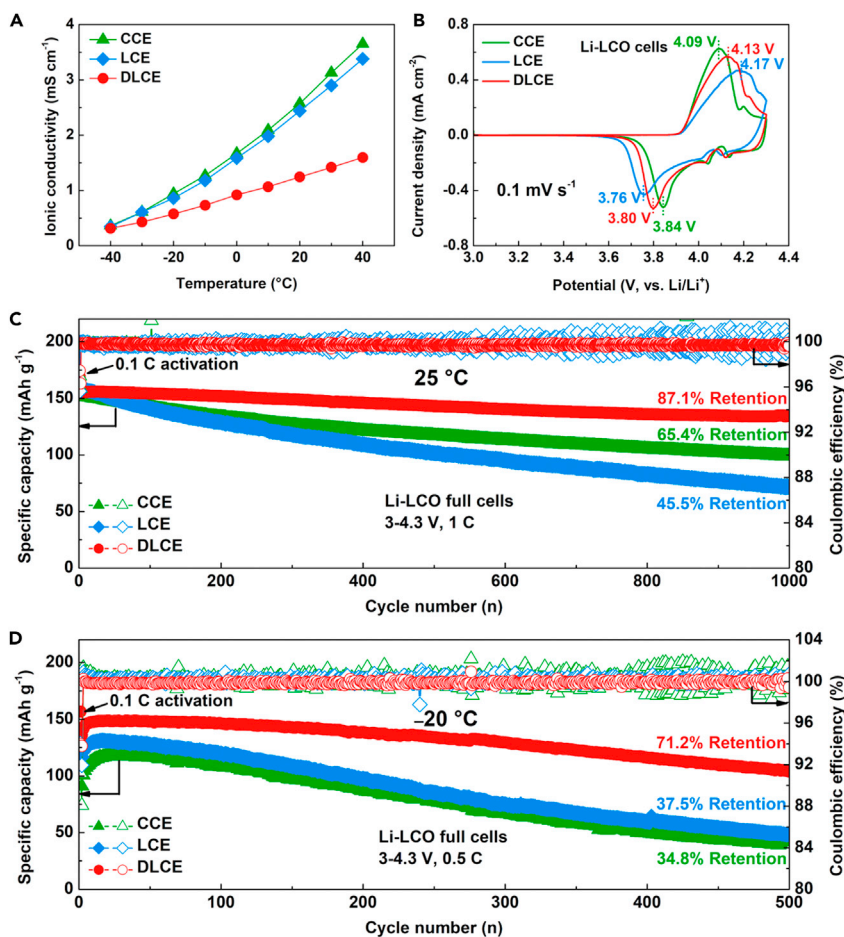 A
CCE
LCE
DLCE
Ionic conductivity (mS cm⁻¹)
4
3
2
1
0
-40 -20 0 20 40
Temperature (°C)
B
CCE
LCE
DLCE
Li-LCO cells
4.09 V
4.13 V
4.17 V
Current density (mA cm⁻²)
0.8
0.4
0.0
-0.4
-0.8
0.1 mV s⁻¹
3.76 V
3.80 V
3.84 V
3.0 3.2 3.4 3.6 3.8 4.0 4.2 4.4
Potential (V, vs. Li/Li⁺)
C
Specific capacity (mAh g⁻¹)
200
150
100
50
0
0.1 C activation
25 °C
87.1% Retention
65.4% Retention
45.5% Retention
CCE
LCE
DLCE
Li-LCO full cells
3-4.3 V, 1 C
100
96
92
88
84
80
Coulombic efficiency (%)
0 200 400 600 800 1000
Cycle number (n)
D
Specific capacity (mAh g⁻¹)
200
150
100
50
0
0.1 C activation
–20 °C
71.2% Retention
37.5% Retention
34.8% Retention
CCE
LCE
DLCE
Li-LCO full cells
3-4.3 V, 0.5 C
104
100
96
92
88
84
80
Coulombic efficiency (%)
0 100 200 300 400 500
Cycle number (n)